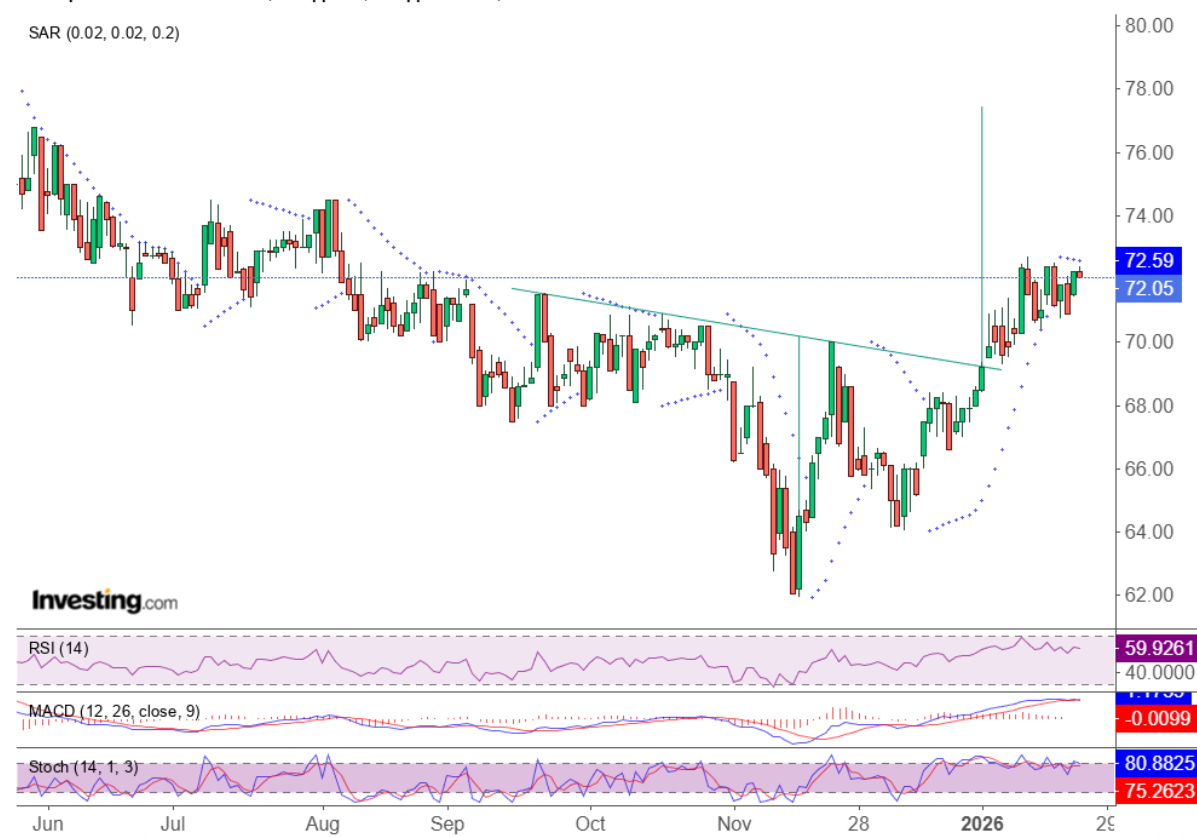 SAR (0.02, 0.02, 0.2)
80.00
78.00
76.00
74.00
72.59
72.05
70.00
68.00
66.00
64.00
62.00
Investing.com
RSI (14)
59.9261
40.0000
MACD (12, 26, close, 9)
-0.0099
Stoch (14, 1, 3)
80.8825
75.2623
Jun Jul Aug Sep Oct Nov 28 2026 29